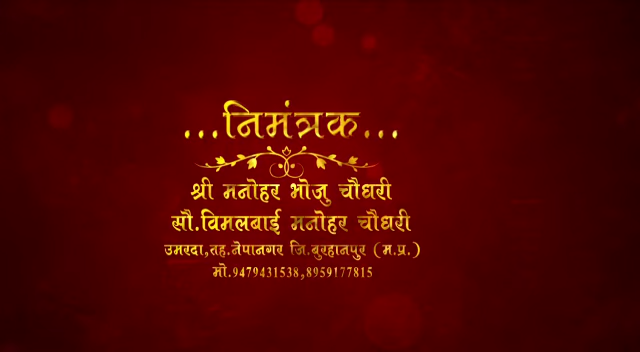 ...निमंत्रक...
श्री मनोहर भोजु चौधरी
सौ.विमलबाई मनोहर चौधरी
उमरदा,तह.नेपानगर जि.बुरहानपुर (म.प्र.)
मो.9479431538,8959177815